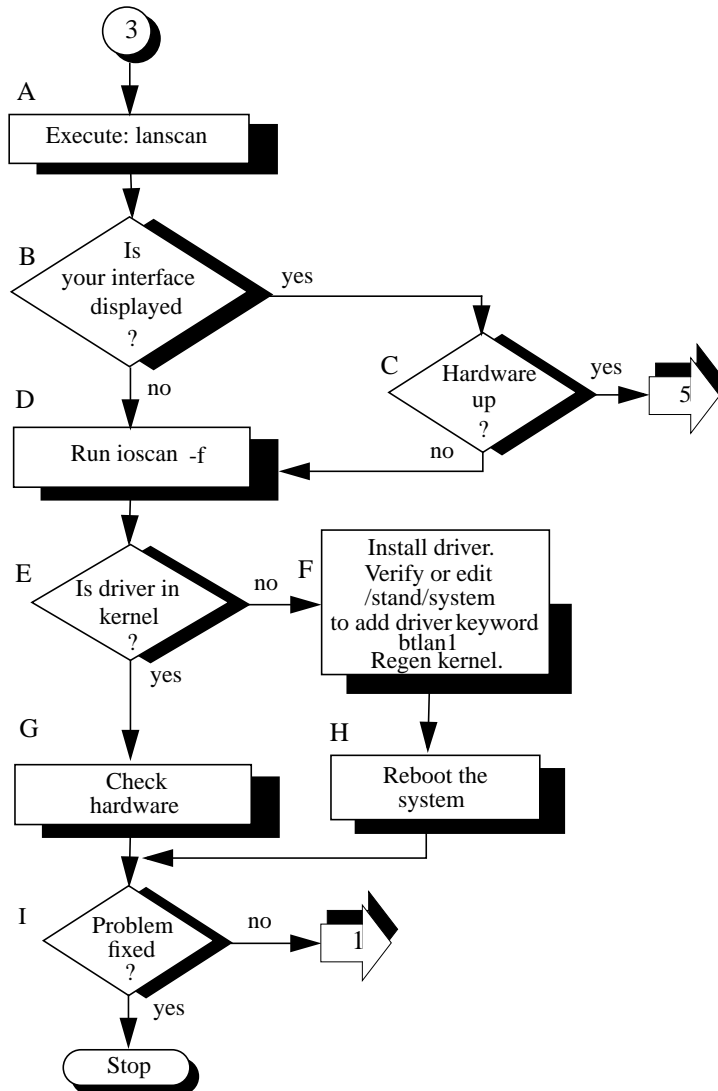 3
A
Execute: lanscan
B
Is
your interface
displayed
?
yes
no
C
Hardware
up
?
yes
5
no
D
Run ioscan -f
E
Is driver in
kernel
?
no
yes
F
Install driver.
Verify or edit
/stand/system
to add driver keyword
btlan1
Regen kernel.
G
Check
hardware
H
Reboot the
system
I
Problem
fixed
?
no
1
yes
Stop